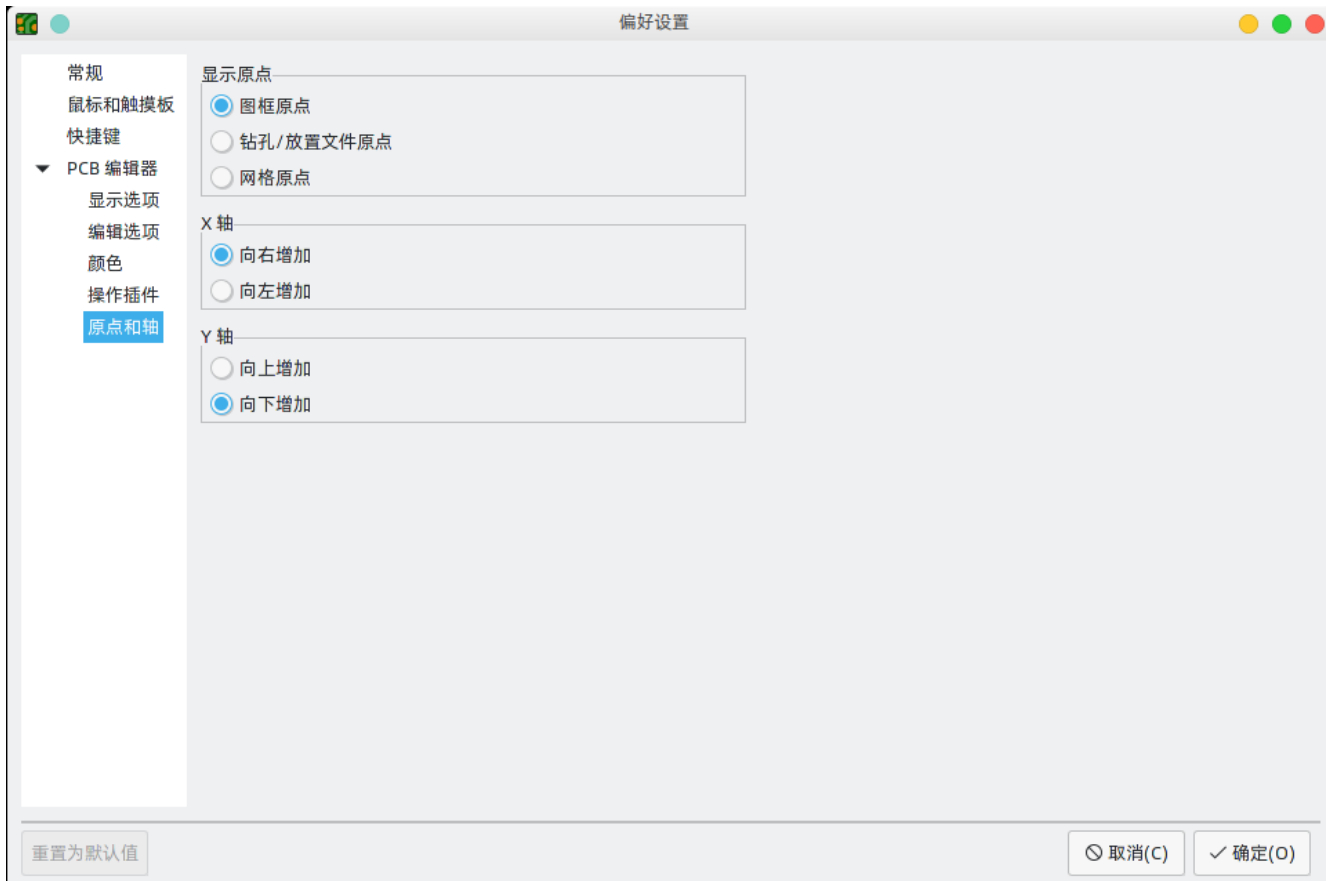 偏好设置
常规
鼠标和触摸板
快捷键
PCB 编辑器
显示选项
编辑选项
颜色
操作插件
原点和轴
显示原点
图框原点
钻孔/放置文件原点
网格原点
X 轴
向右增加
向左增加
Y 轴
向上增加
向下增加
重置为默认值
取消(C)
确定(O)